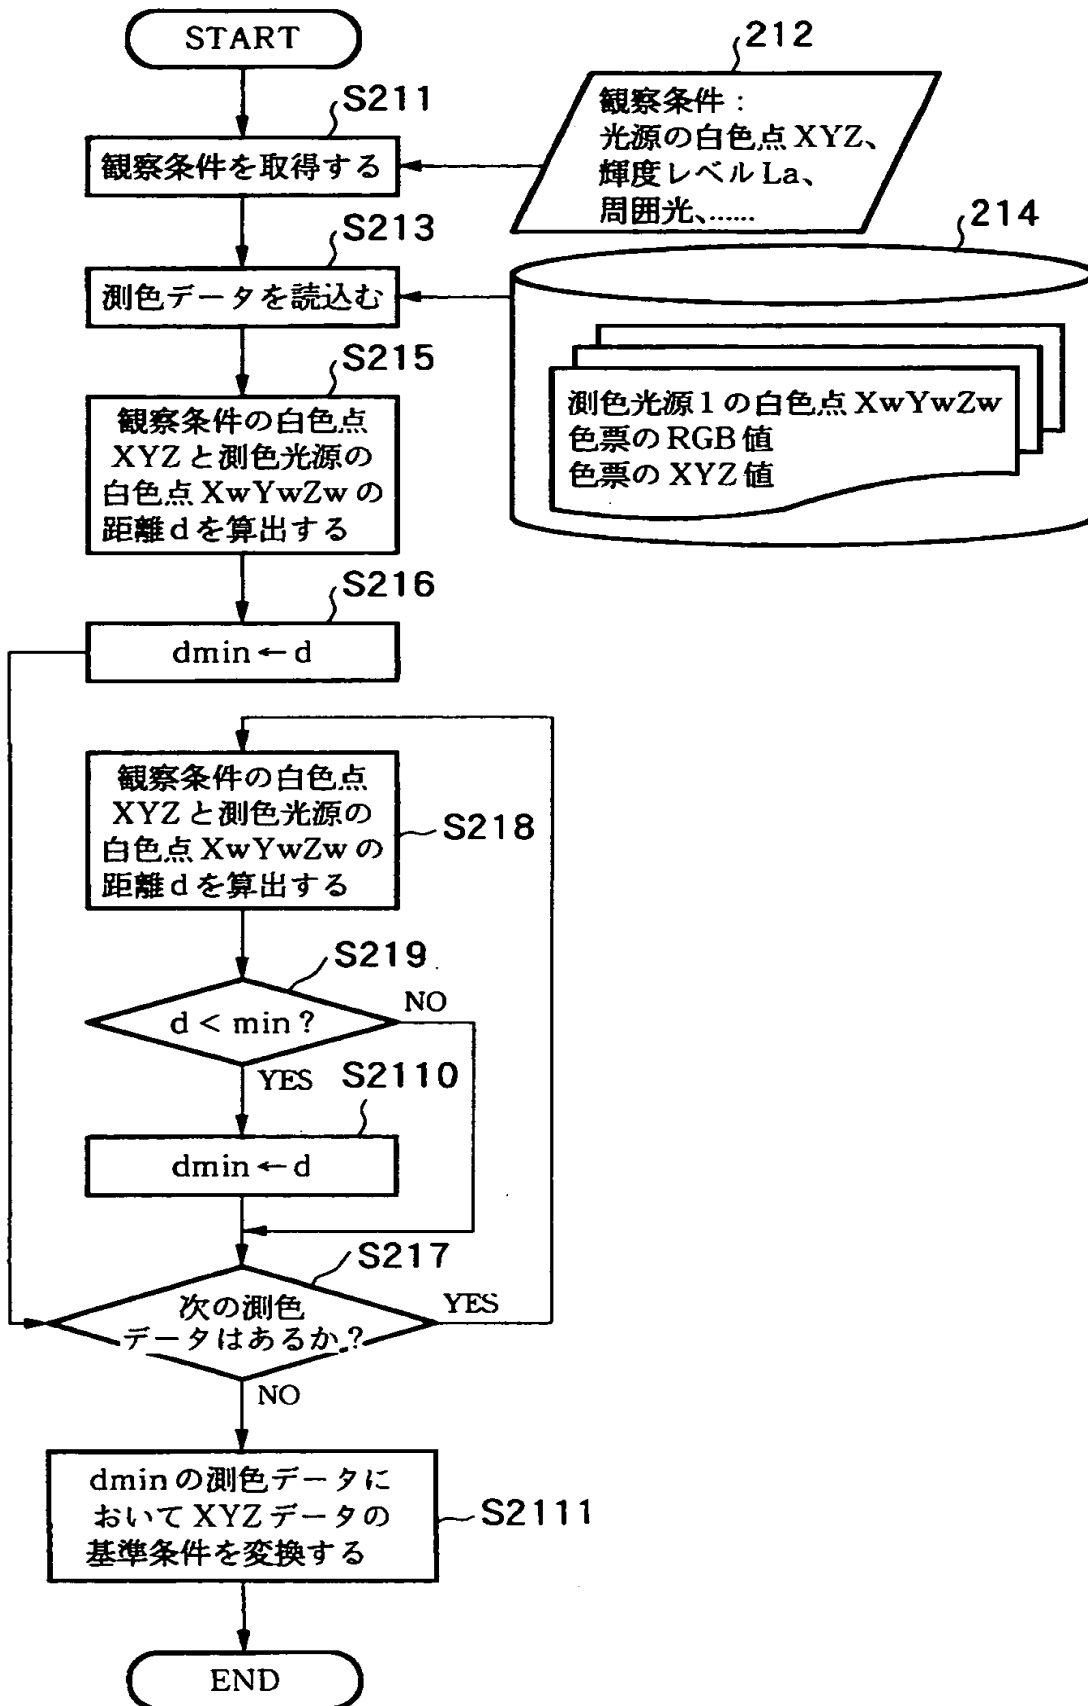 START
212
S211
観察条件:
光源の白色点 XYZ、
輝度レベル La、
周囲光、......
観察条件を取得する
S213
214
測色データを読込む
S215
測色光源1の白色点 XwYwZw
色票の RGB 値
色票の XYZ 値
観察条件の白色点
XYZ と測色光源の
白色点 XwYwZw の
距離 d を算出する
S216
dmin ← d
観察条件の白色点
XYZ と測色光源の
白色点 XwYwZw の
距離 d を算出する
S218
S219
d < min ?
NO
YES
S2110
dmin ← d
S217
次の測色
データはあるか?
YES
NO
dmin の測色データに
おいて XYZ データの
基準条件を変換する
S2111
END